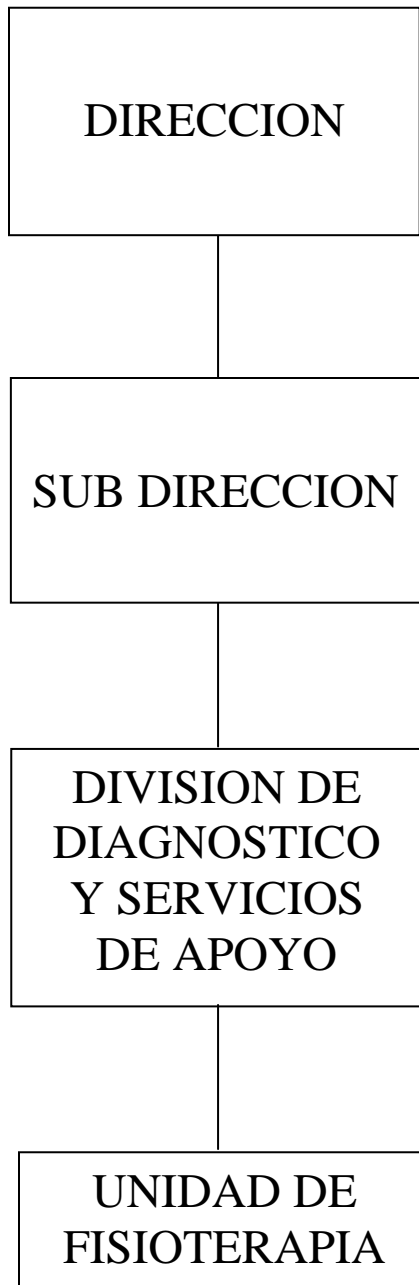 DIRECCION
SUB DIRECCION
DIVISION DE
DIAGNOSTICO
Y SERVICIOS
DE APOYO
UNIDAD DE
FISIOTERAPIA